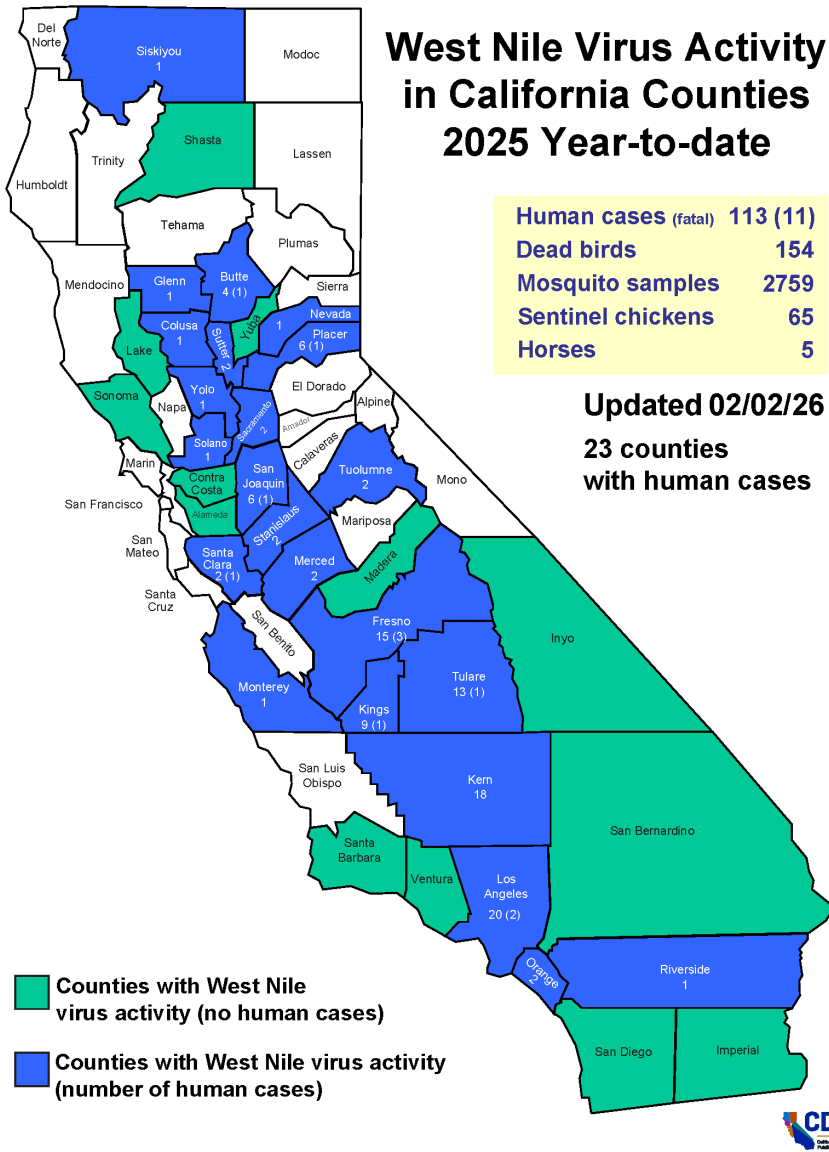 West Nile Virus Activity
in California Counties
2025 Year-to-date
Human cases (fatal) 113 (11)
Dead birds 154
Mosquito samples 2759
Sentinel chickens 65
Horses 5
Updated 02/02/26
23 counties
with human cases
Del
Norte
Siskiyou
1
Modoc
Shasta
Lassen
Trinity
Humboldt
Tehama
Plumas
Mendocino
Glenn
1
Butte
4 (1)
Sierra
Colusa
1
Sutter 2
Yuba
1
Nevada
Placer
6 (1)
Lake
Sonoma
Napa
Yolo
1
El Dorado
Alpine
Sacramento
2
Amador
Solano
1
Calaveras
Marin
Contra
Costa
San
Joaquin
6 (1)
Tuolumne
2
Mono
San Francisco
Alameda
Stanislaus
2
Mariposa
San
Mateo
Santa
Clara
2 (1)
Merced
2
Madera
Santa
Cruz
San Benito
Fresno
15 (3)
Inyo
Monterey
1
Kings
9 (1)
Tulare
13 (1)
San Luis
Obispo
Kern
18
San Bernardino
Santa
Barbara
Ventura
Los
Angeles
20 (2)
Orange
2
Riverside
1
San Diego
Imperial
Counties with West Nile
virus activity (no human cases)
Counties with West Nile virus activity
(number of human cases)